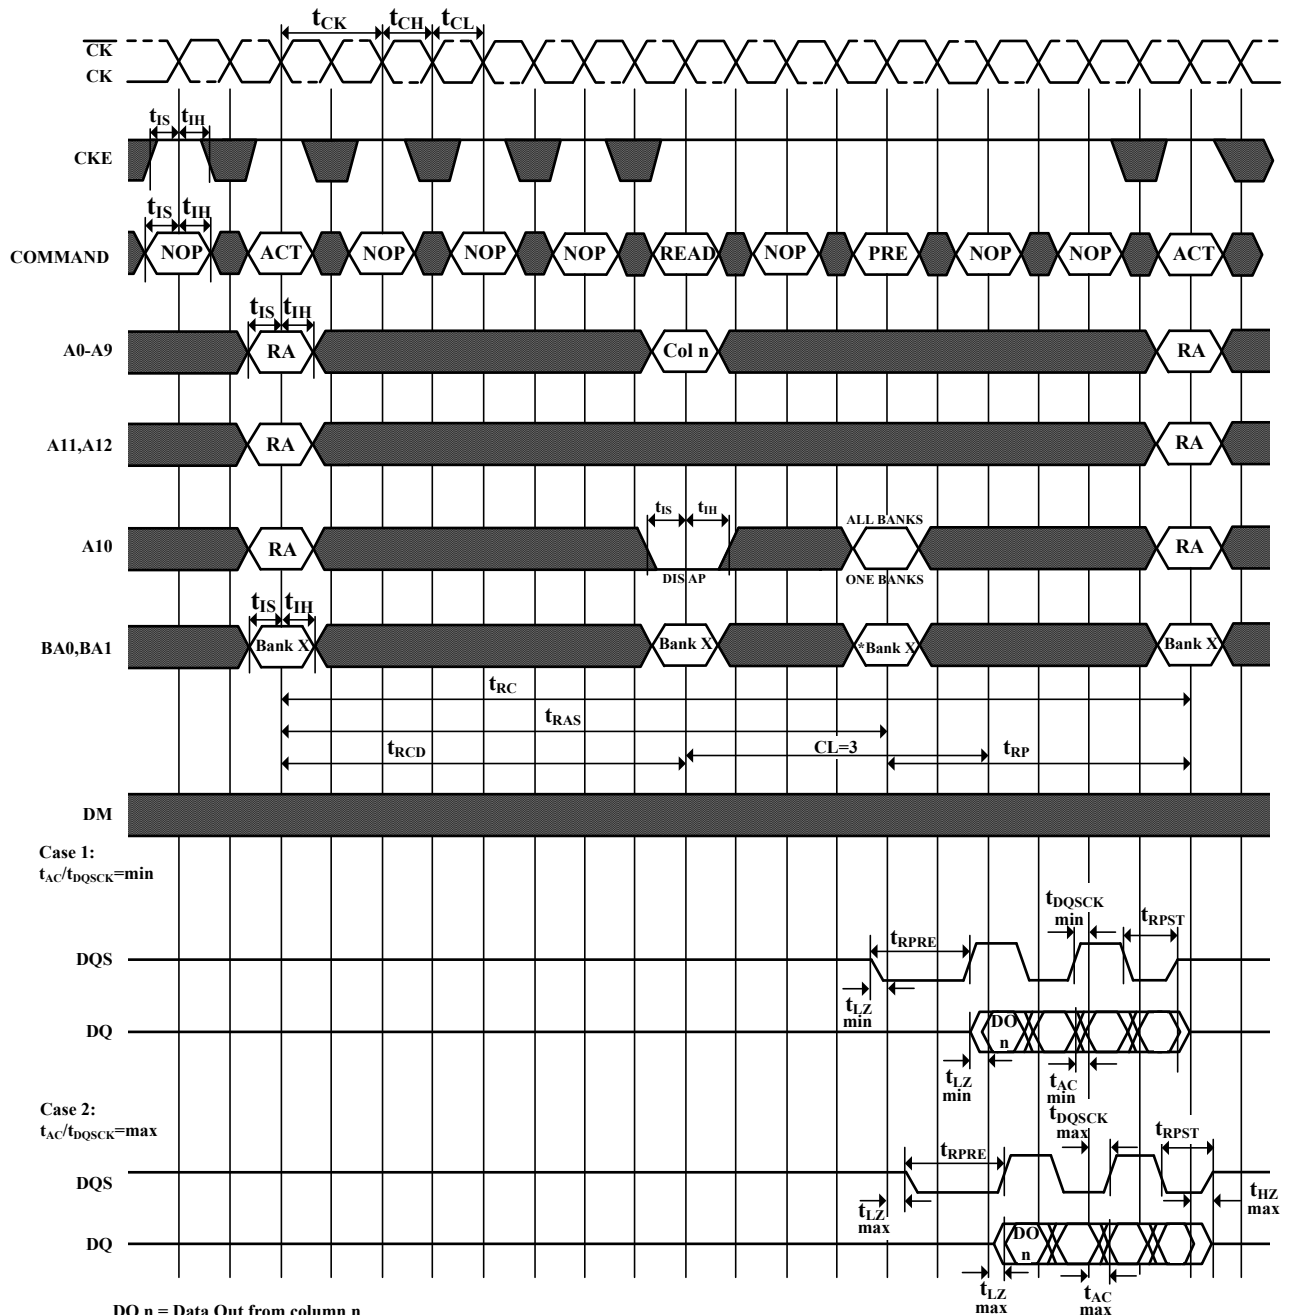 tCK tCH tCL
CK
CK
tIS tIH
CKE
tIS tIH
COMMAND NOP ACT NOP NOP NOP READ NOP PRE NOP NOP ACT
tIS tIH
A0-A9 RA Col n RA
A11,A12 RA RA
tIS tIH ALL BANKS
A10 RA RA
DIS AP ONE BANKS
tIS tIH
BA0,BA1 Bank X Bank X *Bank X Bank X
tRC
tRAS
tRCD CL=3 tRP
DM
Case 1:
tAC/tDQSCK=min
tDQSCK
min tRPST
tRPRE
DQS
tLZ
min
DQ DO
n
tLZ
min
tAC
min
Case 2:
tAC/tDQSCK=max
tDQSCK
max tRPST
tRPRE
DQS
tLZ
max
tHZ
max
DQ DO
n
tLZ
max
tAC
max
DO n = Data Out from column n